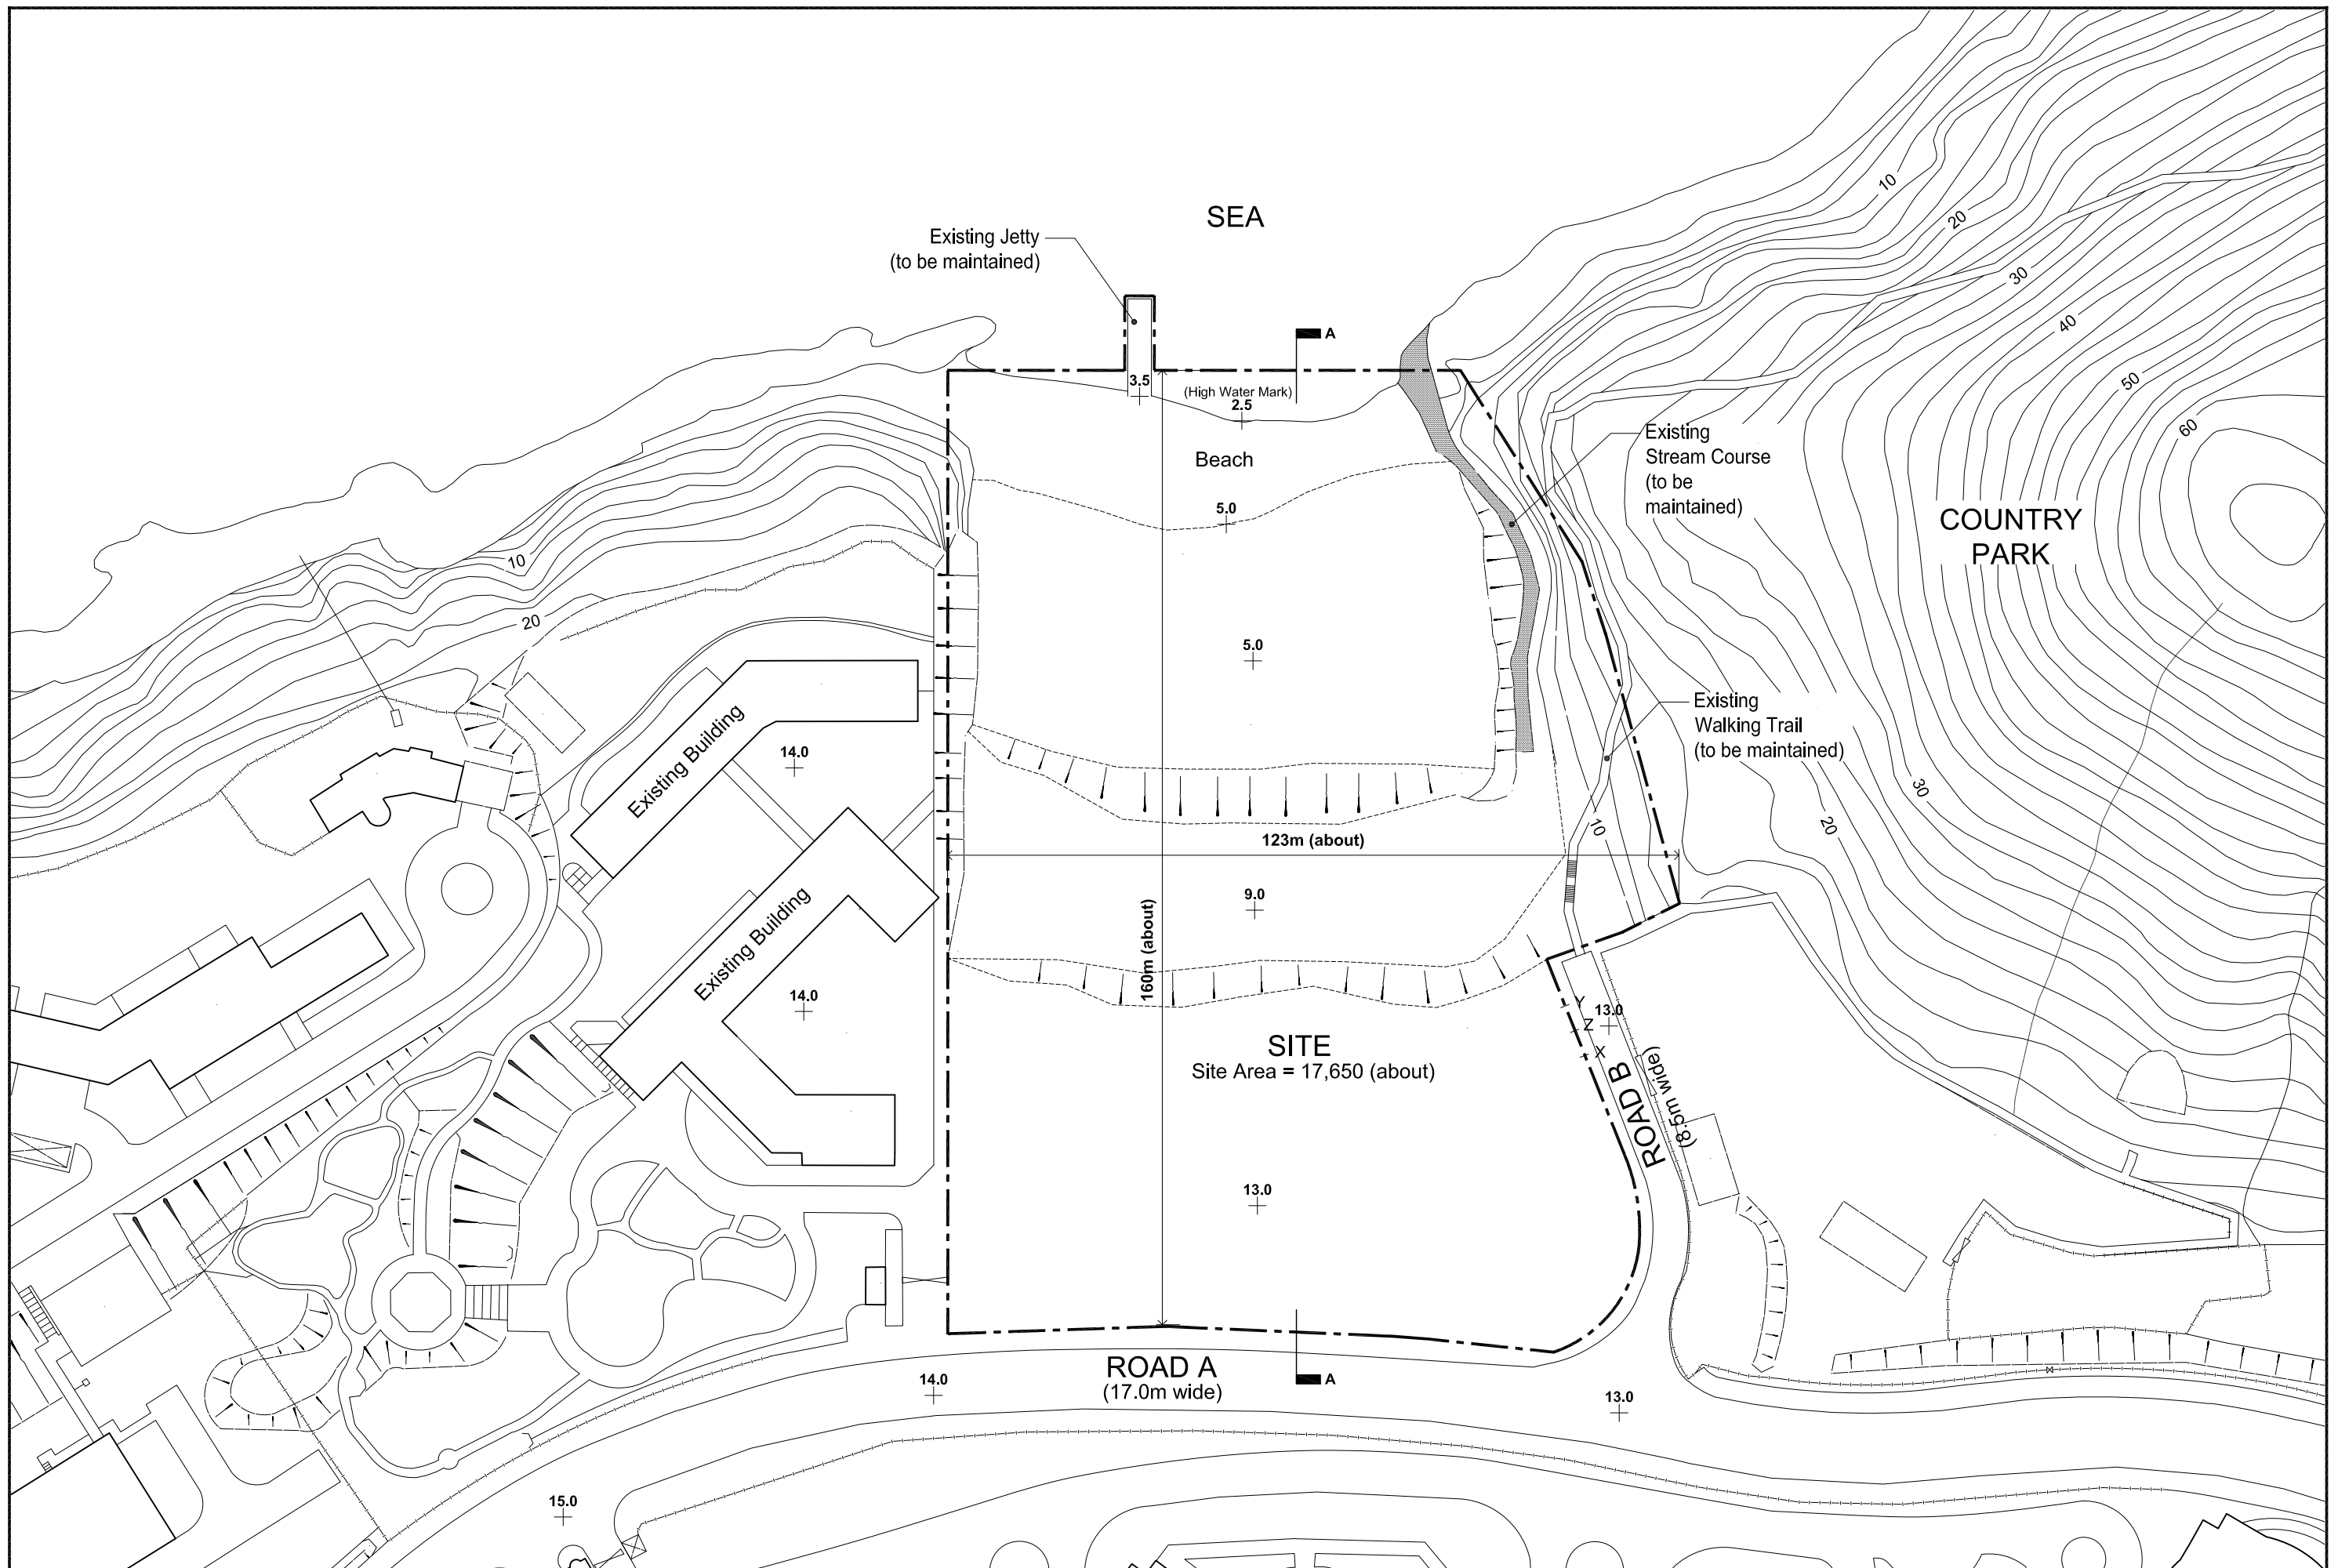 SEA
Existing Jetty
(to be maintained)
A
3.5
(High Water Mark)
2.5
Beach
5.0
5.0
Existing
Stream Course
(to be
maintained)
COUNTRY
PARK
10
20
30
40
50
60
10
20
Existing Building
14.0
Existing
Walking Trail
(to be maintained)
10
20
30
123m (about)
160m (about)
9.0
Existing Building
14.0
Y
Z
X
13.0
SITE
Site Area = 17,650 (about)
ROAD B
(8.5m wide)
13.0
ROAD A
(17.0m wide)
A
14.0
13.0
15.0